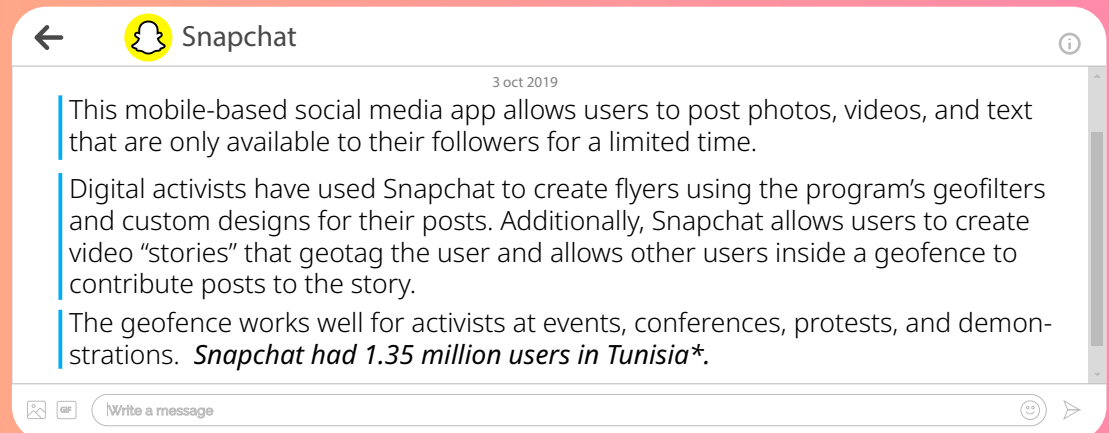 Snapchat
3 oct 2019
This mobile-based social media app allows users to post photos, videos, and text
that are only available to their followers for a limited time.
Digital activists have used Snapchat to create flyers using the program’s geofilters
and custom designs for their posts. Additionally, Snapchat allows users to create
video “stories” that geotag the user and allows other users inside a geofence to
contribute posts to the story.
The geofence works well for activists at events, conferences, protests, and demon-
strations. Snapchat had 1.35 million users in Tunisia*.
GIF
Write a message